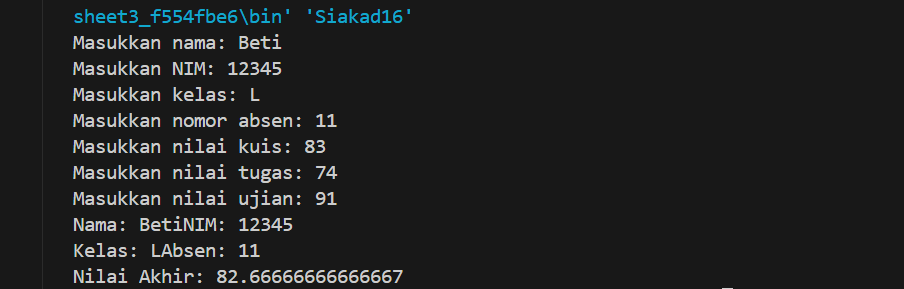 sheet3_f554fbe6\bin' 'Siakad16'
Masukkan nama: Beti
Masukkan NIM: 12345
Masukkan kelas: L
Masukkan nomor absen: 11
Masukkan nilai kuis: 83
Masukkan nilai tugas: 74
Masukkan nilai ujian: 91
Nama: BetiNIM: 12345
Kelas: LAbsen: 11
Nilai Akhir: 82.66666666666667